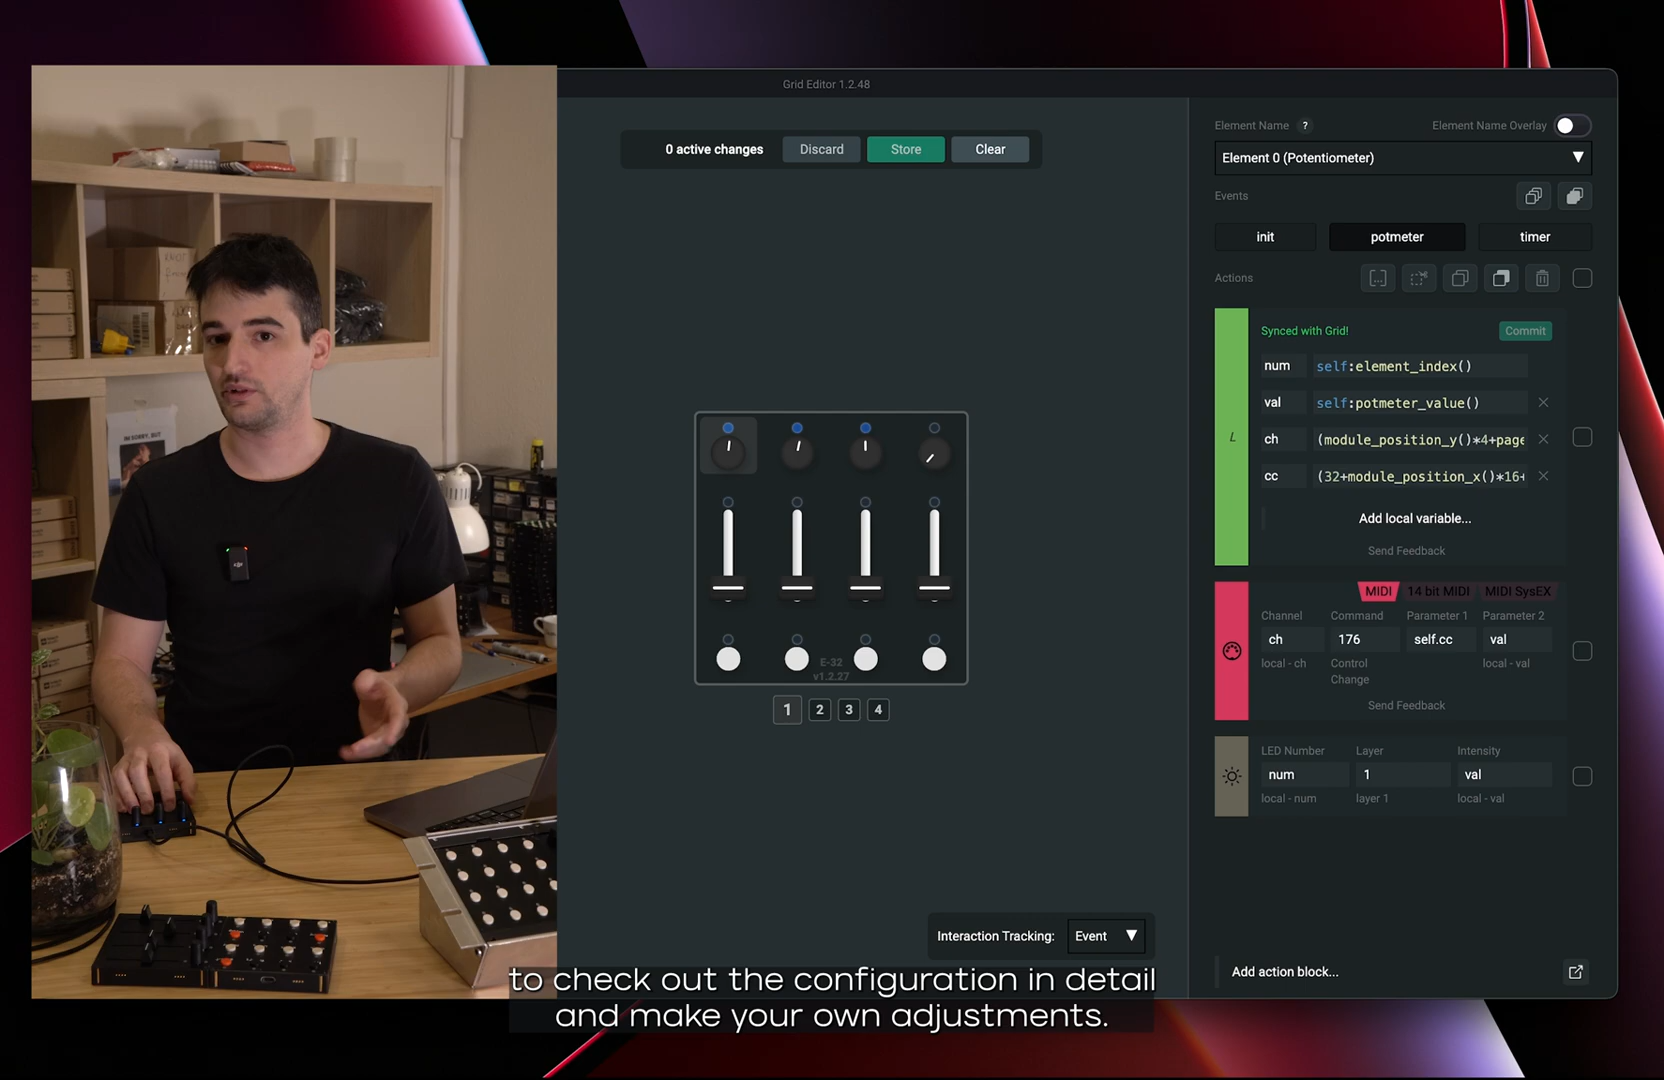 Grid Editor 1.2.48
0 active changes
Discard
Store
Clear
Element Name ?
Element Name Overlay
Element 0 (Potentiometer)
Events
init
potmeter
timer
Actions
L
Synced with Grid!
Commit
num
self:element_index()
val
self:potmeter_value()
ch
(module_position_y()*4+page
cc
(32+module_position_x()*16+
Add local variable...
Send Feedback
MIDI
14 bit MIDI
MIDI SysEX
Channel
Command
Parameter 1
Parameter 2
ch
176
self.cc
val
local - ch
Control
Change
local - val
Send Feedback
LED Number
Layer
Intensity
num
1
val
local - num
layer 1
local - val
E-32
v1.2.27
1
2
3
4
Interaction Tracking:
Event
Add action block...
to check out the configuration in detail
and make your own adjustments.